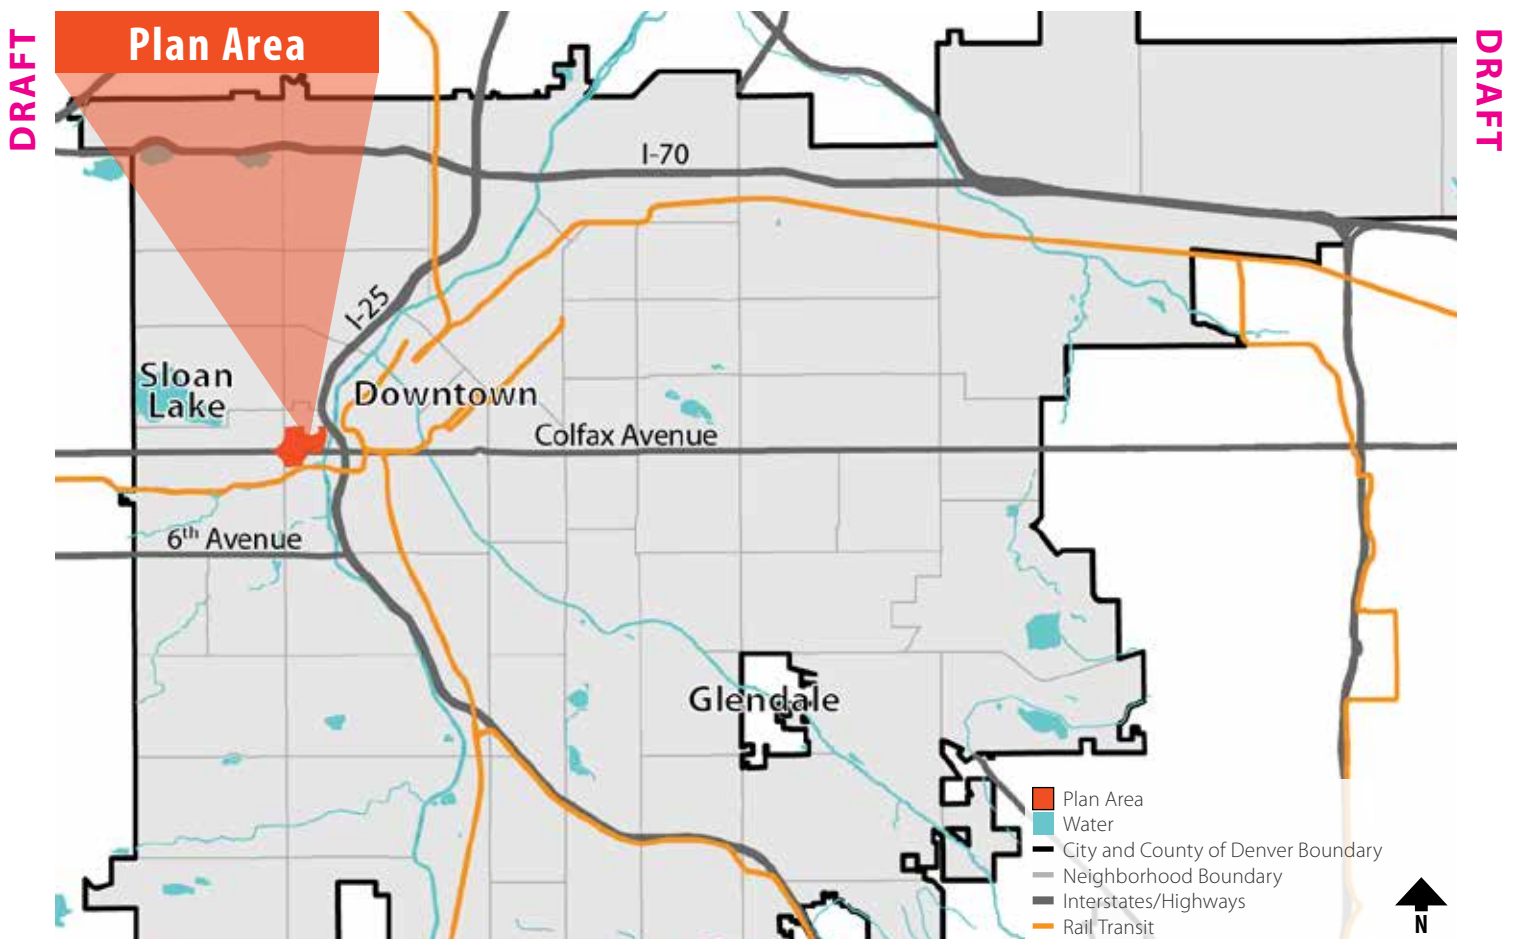 DRAFT
Plan Area
DRAFT
I-70
I-25
Sloan
Lake
Downtown
Colfax Avenue
6th Avenue
Glendale
Plan Area
Water
City and County of Denver Boundary
Neighborhood Boundary
Interstates/Highways
Rail Transit
N